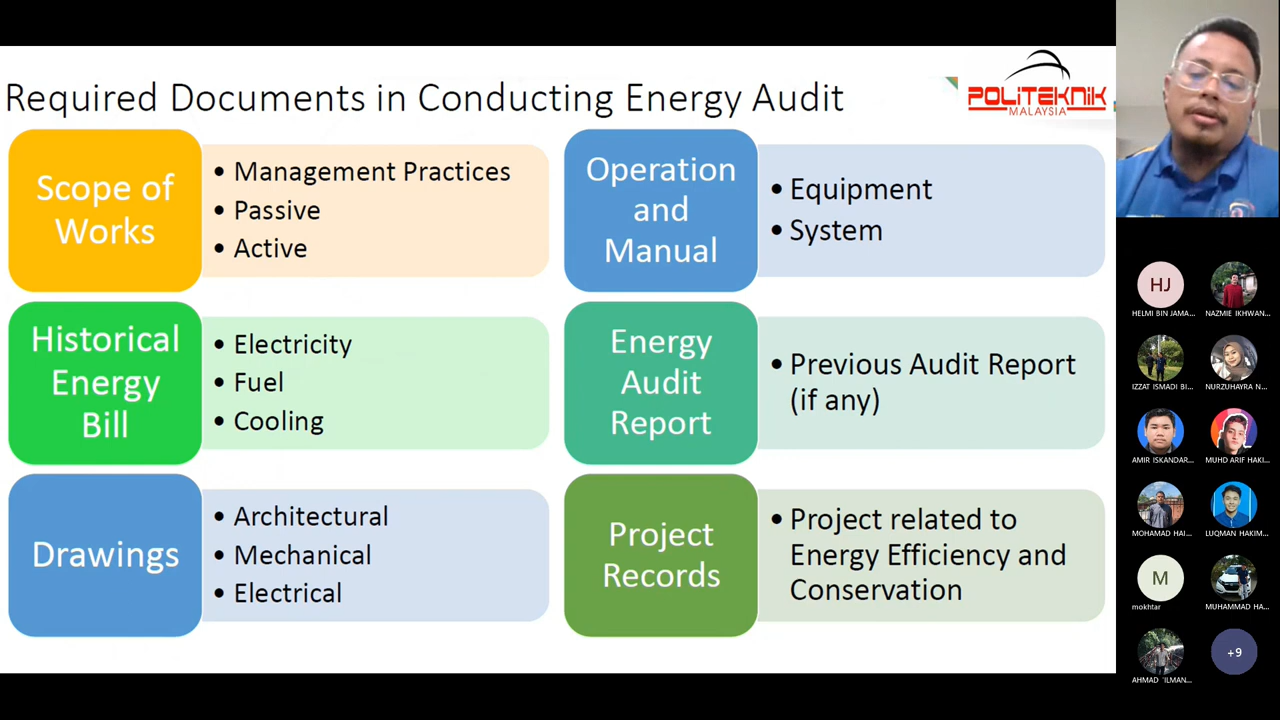 Required Documents in Conducting Energy Audit
POLITEKNIK
MALAYSIA
Scope of
Works
• Management Practices
• Passive
• Active
Operation
and
Manual
• Equipment
• System
Historical
Energy
Bill
• Electricity
• Fuel
• Cooling
Energy
Audit
Report
• Previous Audit Report
(if any)
Drawings
• Architectural
• Mechanical
• Electrical
Project
Records
• Project related to
Energy Efficiency and
Conservation
HJ
HELMI BIN JAMA...
NAZMIE IKHWAN...
IZZAT ISMADI BI...
NURZUHAYRA N...
AMIR ISKANDAR...
MUHD ARIF HAKI...
MOHAMAD HAI...
LUQMAN HAKIM...
M
mokhtar
MUHAMMAD HA...
AHMAD 'ILMAN...
+9